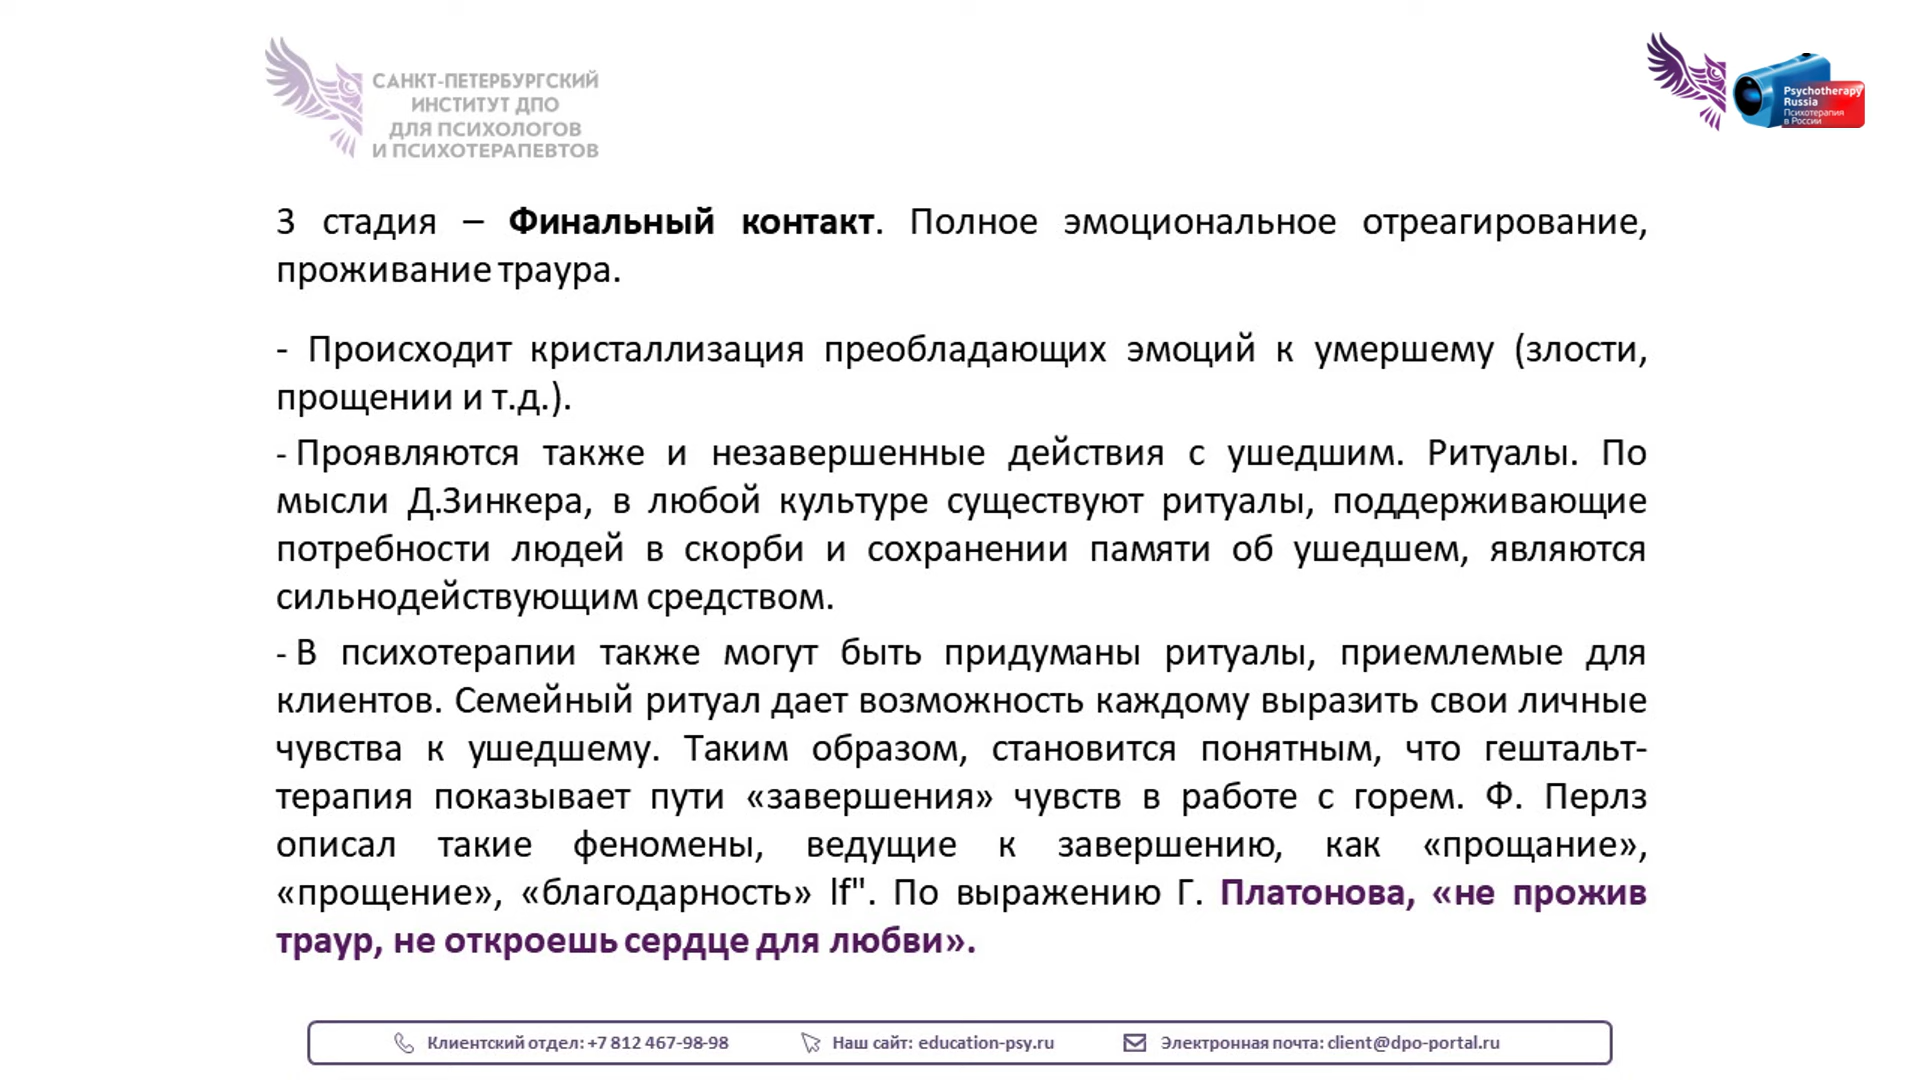 САНКТ-ПЕТЕРБУРГСКИЙ
ИНСТИТУТ ДПО
ДЛЯ ПСИХОЛОГОВ
И ПСИХОТЕРАПЕВТОВ
Psychotherapy
Russia
Психотерапия
в России
3 стадия – Финальный контакт. Полное эмоциональное отреагирование,
проживание траура.
- Происходит кристаллизация преобладающих эмоций к умершему (злости,
прощении и т.д.).
- Проявляются также и незавершенные действия с ушедшим. Ритуалы. По
мысли Д.Зинкера, в любой культуре существуют ритуалы, поддерживающие
потребности людей в скорби и сохранении памяти об ушедшем, являются
сильнодействующим средством.
- В психотерапии также могут быть придуманы ритуалы, приемлемые для
клиентов. Семейный ритуал дает возможность каждому выразить свои личные
чувства к ушедшему. Таким образом, становится понятным, что гештальт-
терапия показывает пути «завершения» чувств в работе с горем. Ф. Перлз
описал такие феномены, ведущие к завершению, как «прощание»,
«прощение», «благодарность» lf". По выражению Г. Платонова, «не прожив
траур, не откроешь сердце для любви».
Клиентский отдел: +7 812 467-98-98
Наш сайт: education-psy.ru
Электронная почта: client@dpo-portal.ru